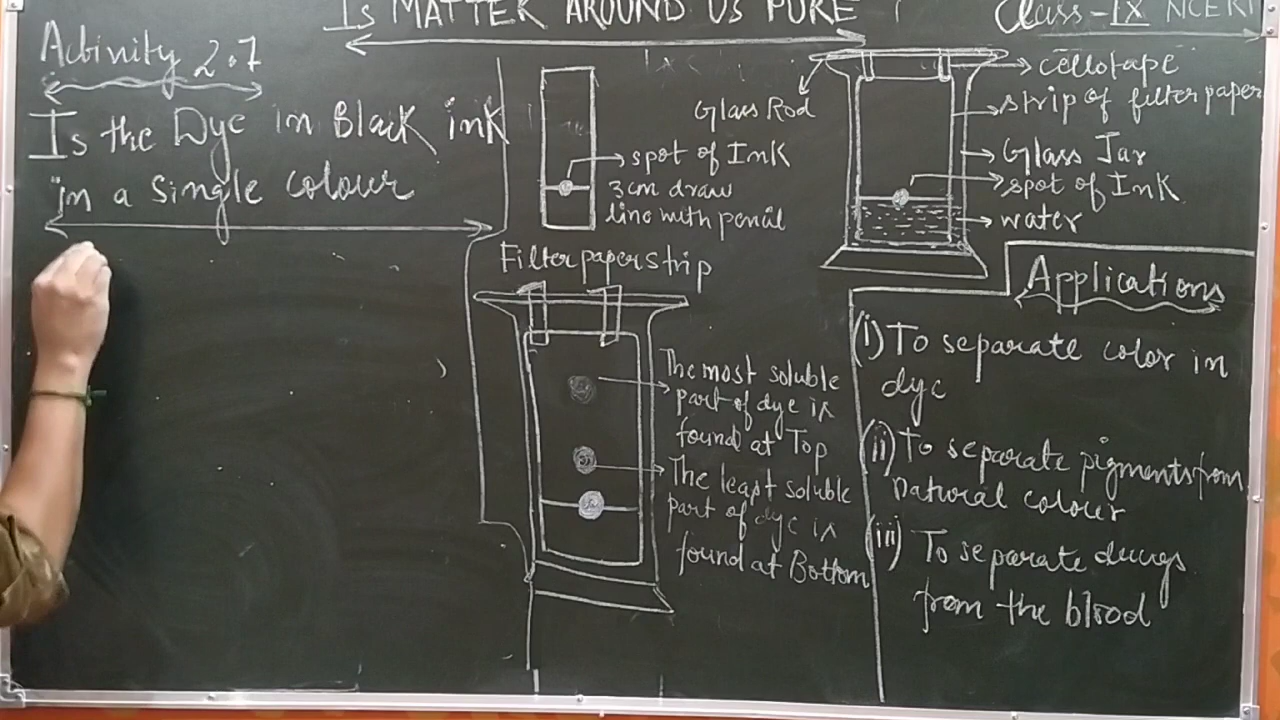 Is MATTER AROUND US PURE ?
Class-IX NCERT
Activity 2.7
Is the Dye in Black ink
in a Single colour
spot of InK
3cm draw
line with pencil
Filter paper strip
Glass Rod
cellotape
strip of filter paper
Glass Jar
spot of InK
water
The most soluble
part of dye is
found at Top
The least soluble
part of dye is
found at Bottom
Applications
(i) To separate color in
dye
(ii) To separate pigments from
natural colour
(iii) To separate drugs
from the blood